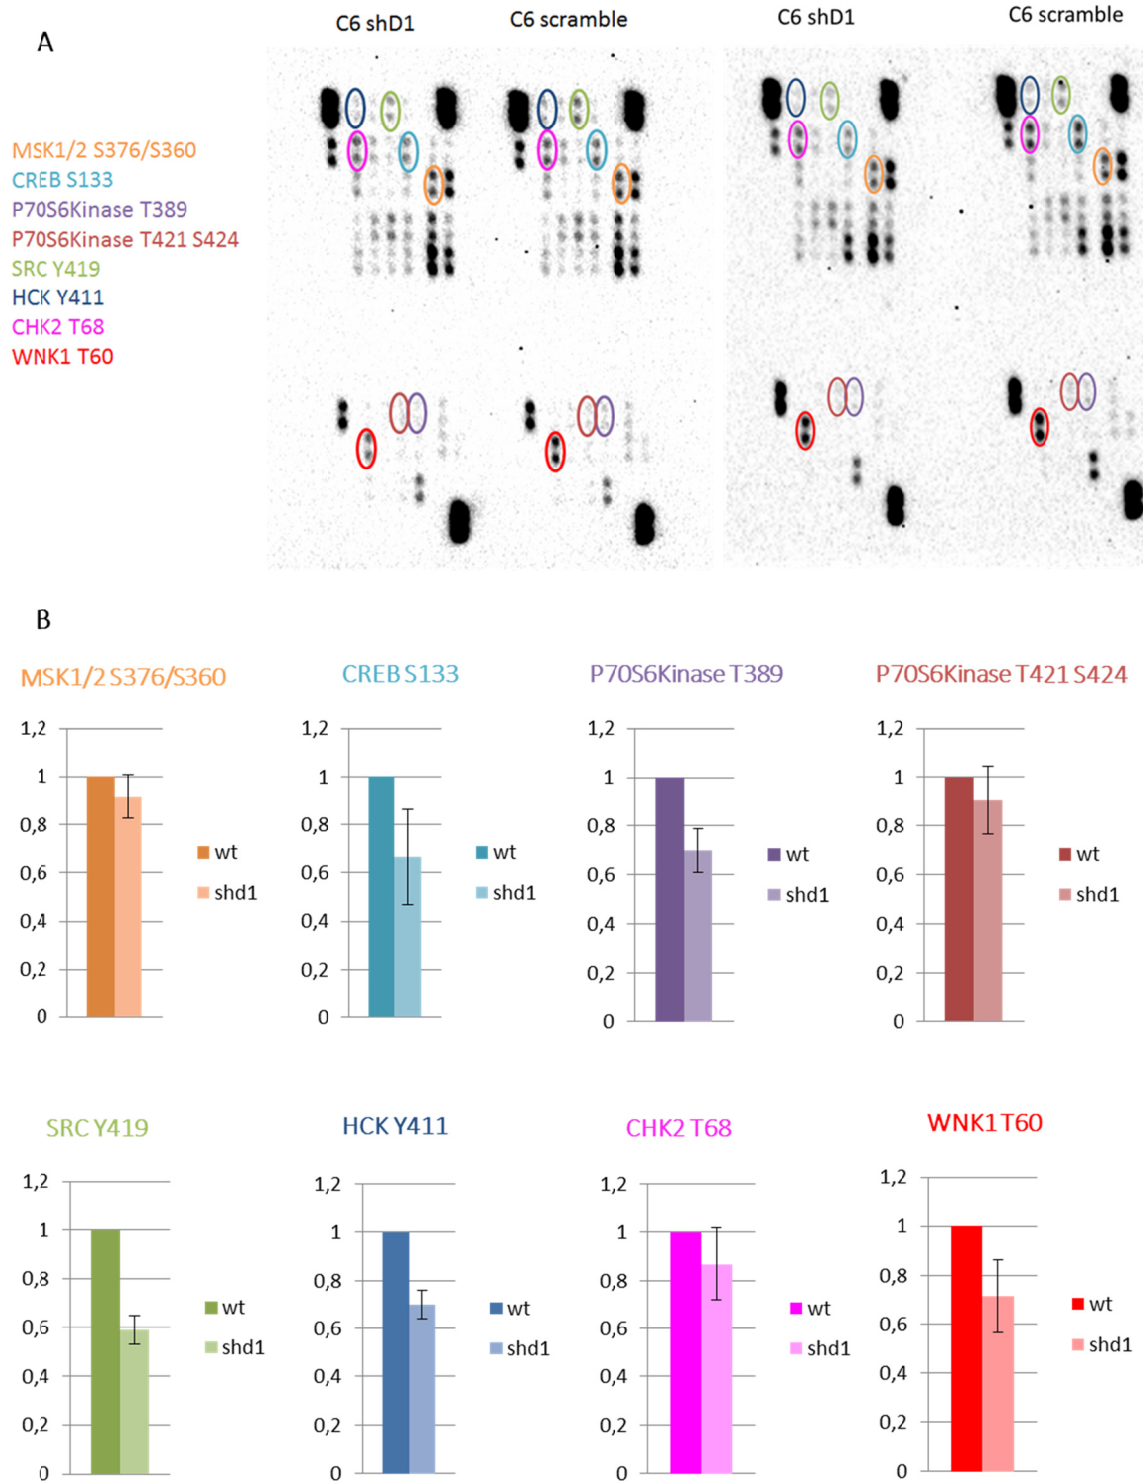 A
C6 shD1
C6 scramble
C6 shD1
C6 scramble
MSK1/2 S376/S360
CREB S133
P70S6Kinase T389
P70S6Kinase T421 S424
SRC Y419
HCK Y411
CHK2 T68
WNK1 T60
B
MSK1/2 S376/S360
1,2
1
0,8
0,6
0,4
0,2
0
wt
shd1
CREB S133
1,2
1
0,8
0,6
0,4
0,2
0
wt
shd1
P70S6Kinase T389
1,2
1
0,8
0,6
0,4
0,2
0
wt
shd1
P70S6Kinase T421 S424
1,2
1
0,8
0,6
0,4
0,2
0
wt
shd1
SRC Y419
1,2
1
0,8
0,6
0,4
0,2
0
wt
shd1
HCK Y411
1,2
1
0,8
0,6
0,4
0,2
0
wt
shd1
CHK2 T68
1,2
1
0,8
0,6
0,4
0,2
0
wt
shd1
WNK1 T60
1,2
1
0,8
0,6
0,4
0,2
0
wt
shd1